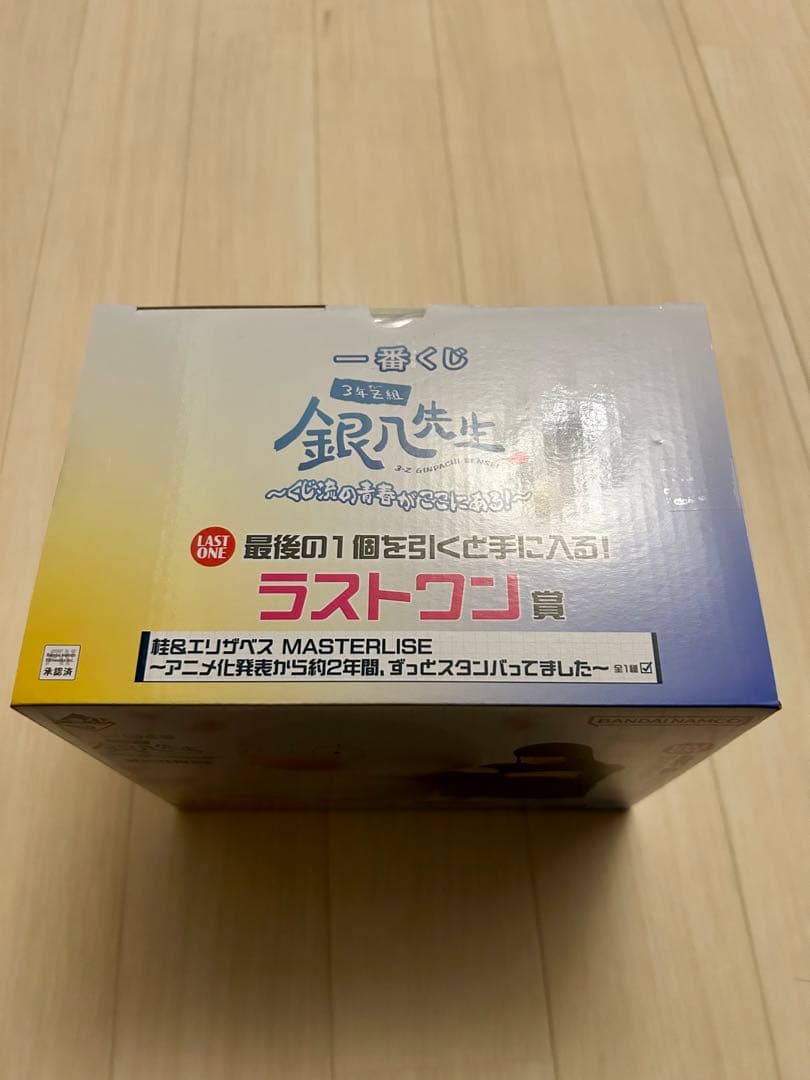 一番くじ
3年Z組
銀八先生
3-Z GINPACHI SENSEI
～くじ流の青春がここにある！～
LAST ONE
最後の1個を引くと手に入る！
ラストワン賞
桂&エリザベス MASTERLISE
～アニメ化発表から約2年間、ずっとスタンバってました～ 全1種
承認済
BANDAI NAMCO